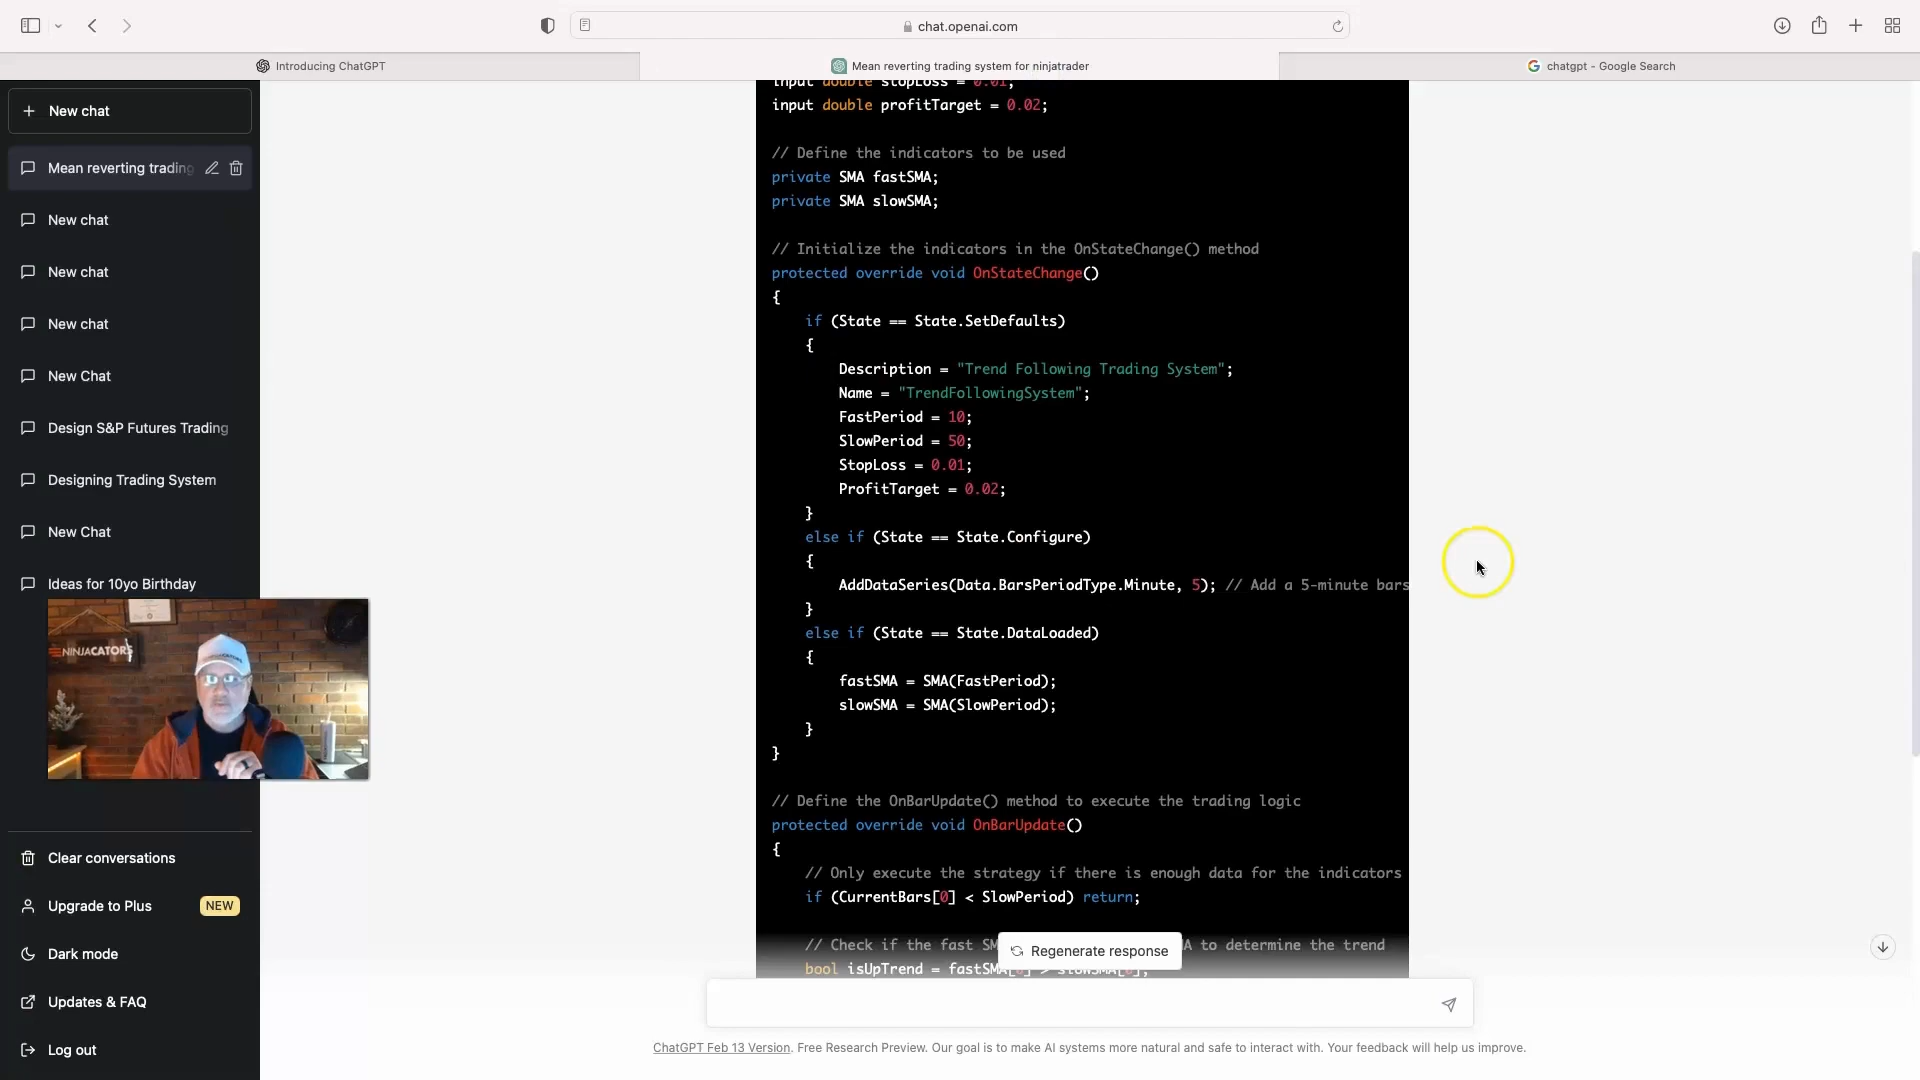 chat.openai.com
Introducing ChatGPT
Mean reverting trading system for ninjatrader
chatgpt - Google Search
New chat
Mean reverting trading
New chat
New chat
New chat
New Chat
Design S&P Futures Trading
Designing Trading System
New Chat
Ideas for 10yo Birthday
NINJACATORS
Clear conversations
Upgrade to Plus NEW
Dark mode
Updates & FAQ
Log out
input double stopLoss = 0.01;
input double profitTarget = 0.02;
// Define the indicators to be used
private SMA fastSMA;
private SMA slowSMA;
// Initialize the indicators in the OnStateChange() method
protected override void OnStateChange()
{
if (State == State.SetDefaults)
{
Description = "Trend Following Trading System";
Name = "TrendFollowingSystem";
FastPeriod = 10;
SlowPeriod = 50;
StopLoss = 0.01;
ProfitTarget = 0.02;
}
else if (State == State.Configure)
{
AddDataSeries(Data.BarsPeriodType.Minute, 5); // Add a 5-minute bars
}
else if (State == State.DataLoaded)
{
fastSMA = SMA(FastPeriod);
slowSMA = SMA(SlowPeriod);
}
}
// Define the OnBarUpdate() method to execute the trading logic
protected override void OnBarUpdate()
{
// Only execute the strategy if there is enough data for the indicators
if (CurrentBars[0] < SlowPeriod) return;
// Check if the fast SM A to determine the trend
bool isUpTrend = fastSMA[0] > slowSMA[0];
Regenerate response
ChatGPT Feb 13 Version. Free Research Preview. Our goal is to make AI systems more natural and safe to interact with. Your feedback will help us improve.